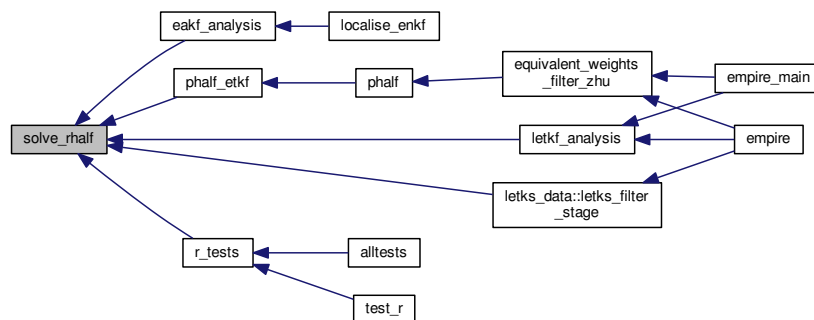 eakf_analysis
localise_enkf
phalf_etkf
phalf
equivalent_weights
_filter_zhu
empire_main
solve_rhalf
letkf_analysis
empire
letks_data::letks_filter
_stage
r_tests
alltests
test_r